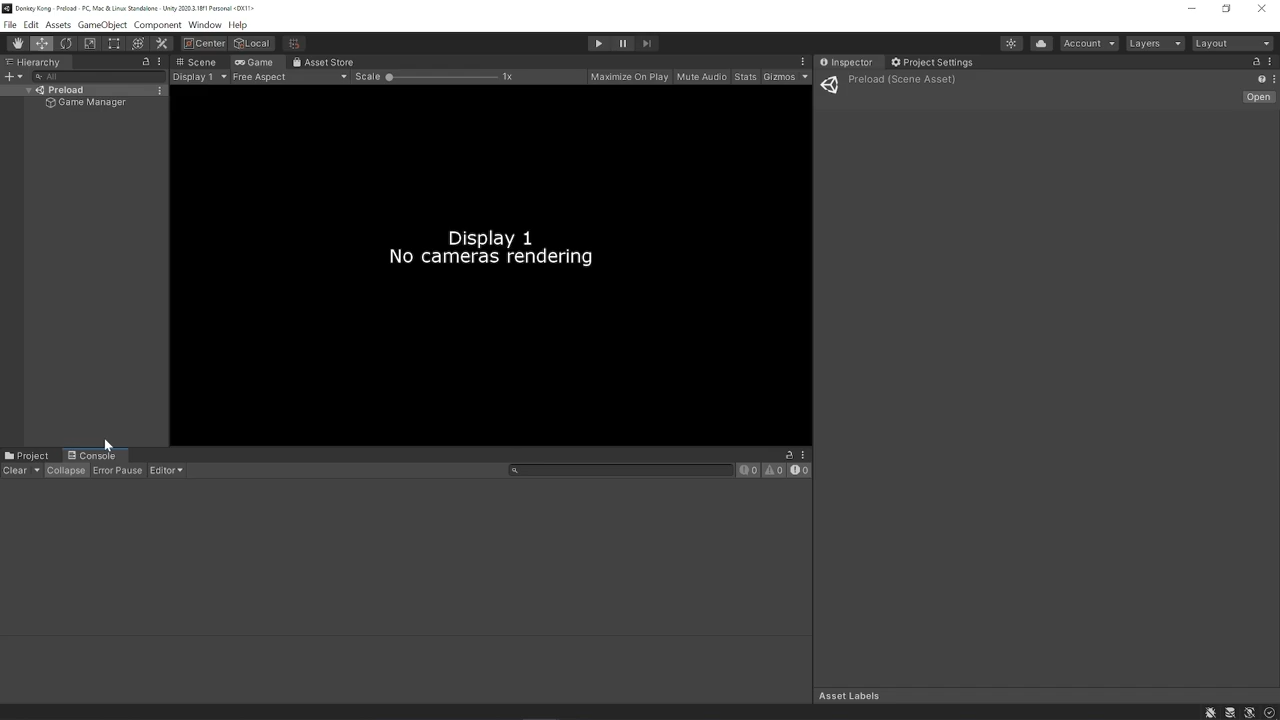 Donkey Kong - Preload - PC, Mac & Linux Standalone - Unity 2020.3.18f1 Personal <DX11>
File Edit Assets GameObject Component Window Help
Center Local Account Layers Layout
Hierarchy Scene Game Asset Store Inspector Project Settings
All Display 1 Free Aspect Scale 1x Maximize On Play Mute Audio Stats Gizmos
Preload (Scene Asset)
Preload
Open
Game Manager
Display 1
No cameras rendering
Project Console
Clear Collapse Error Pause Editor 0 0 0
Asset Labels